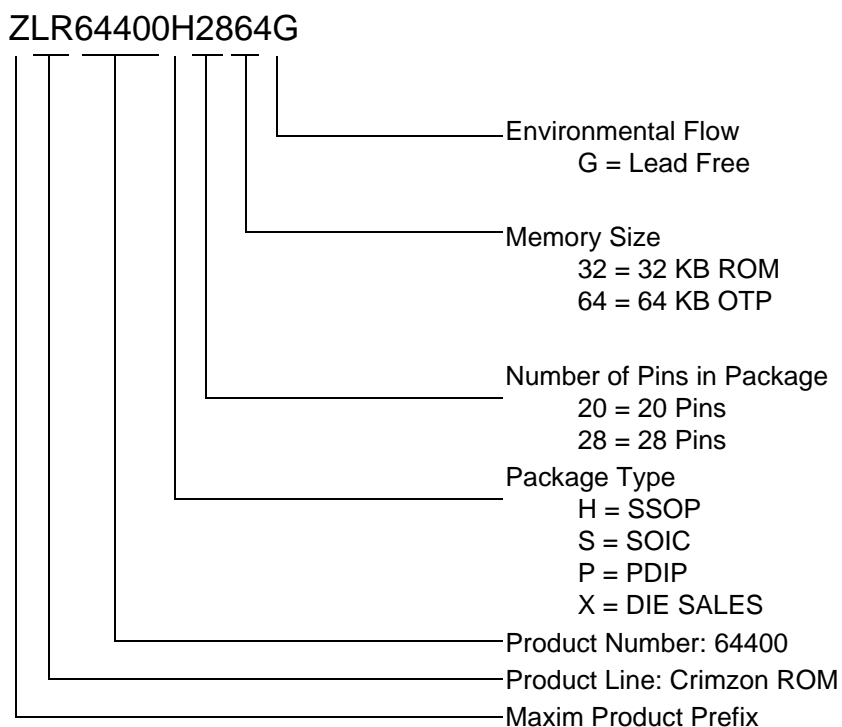 ZLR64400H2864G
Environmental Flow
G = Lead Free
Memory Size
32 = 32 KB ROM
64 = 64 KB OTP
Number of Pins in Package
20 = 20 Pins
28 = 28 Pins
Package Type
H = SSOP
S = SOIC
P = PDIP
X = DIE SALES
Product Number: 64400
Product Line: Crimzon ROM
Maxim Product Prefix